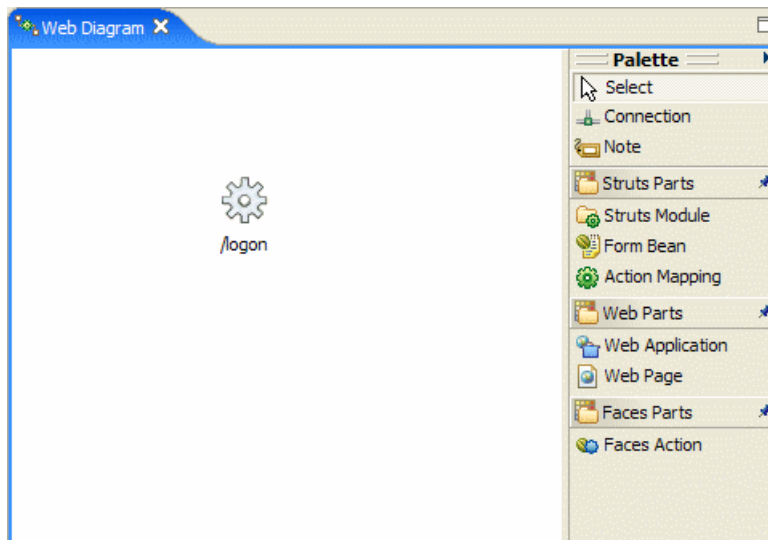 Web Diagram
Palette
Select
Connection
Note
Struts Parts
Struts Module
Form Bean
Action Mapping
Web Parts
Web Application
Web Page
Faces Parts
Faces Action
/logon